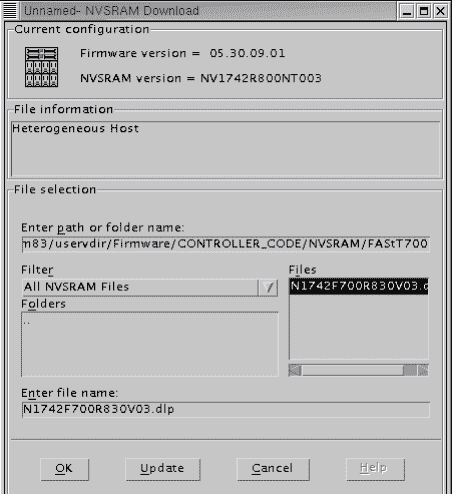 Unnamed- NVSRAM Download
Current configuration
Firmware version = 05.30.09.01
NVSRAM version = NV1742R800NT003
File information
Heterogeneous Host
File selection
Enter path or folder name:
m83/uservdir/Firmware/CONTROLLER_CODE/NVSRAM/FAStT700
Filter
Files
All NVSRAM Files
N1742F700R830V03.d
Folders
..
Enter file name:
N1742F700R830V03.dlp
OK
Update
Cancel
Help